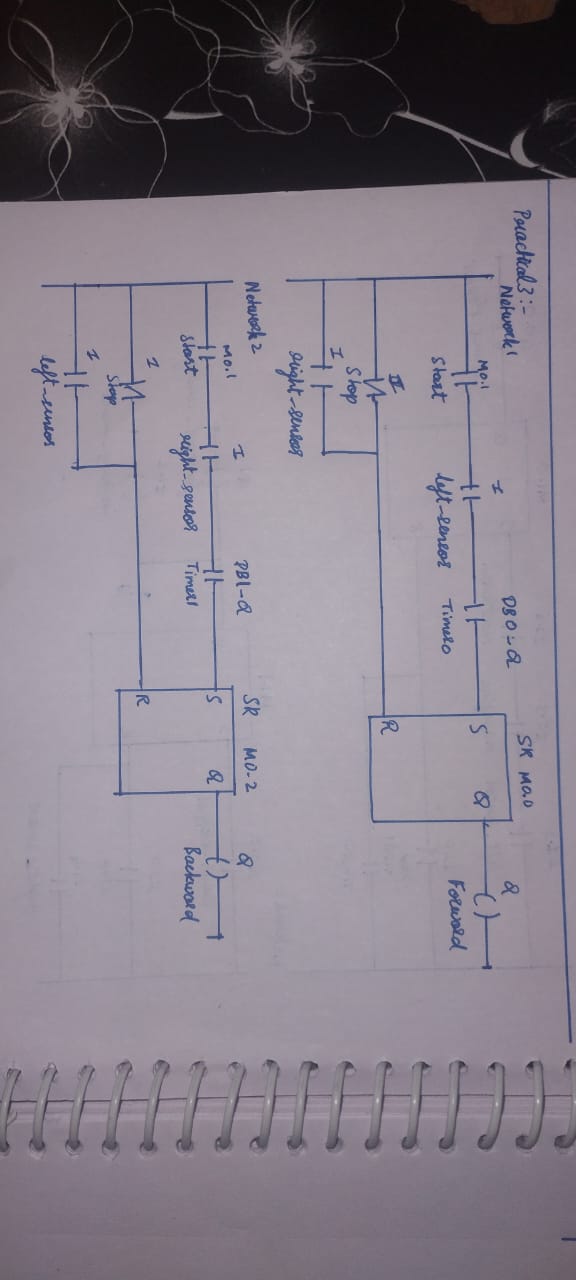 Practical 3 :-
Network 1
M0.1 I DB0-Q SR M0.0 Q
Start left-sensor Timer0 S Q ( ) Forward
II
Stop R
I
Right-sensor
Network 2
M0.1 I DB1-Q SR M0.2 Q
Start right-sensor Timer1 S Q ( ) Backward
I
Stop R
I
left-sensor